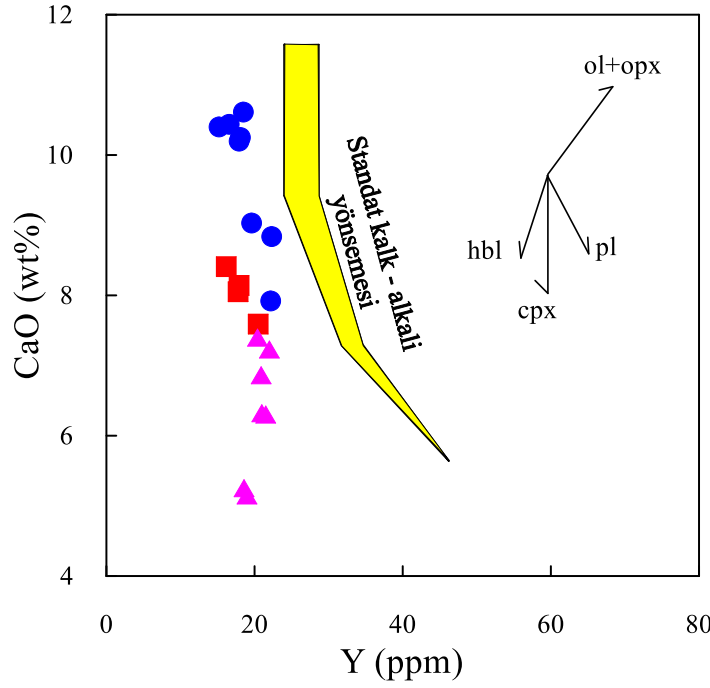 12
10
8
6
4
CaO (wt%)
0
20
40
60
80
Y (ppm)
Standat kalk - alkali
yönsemesi
ol+opx
hbl
pl
cpx